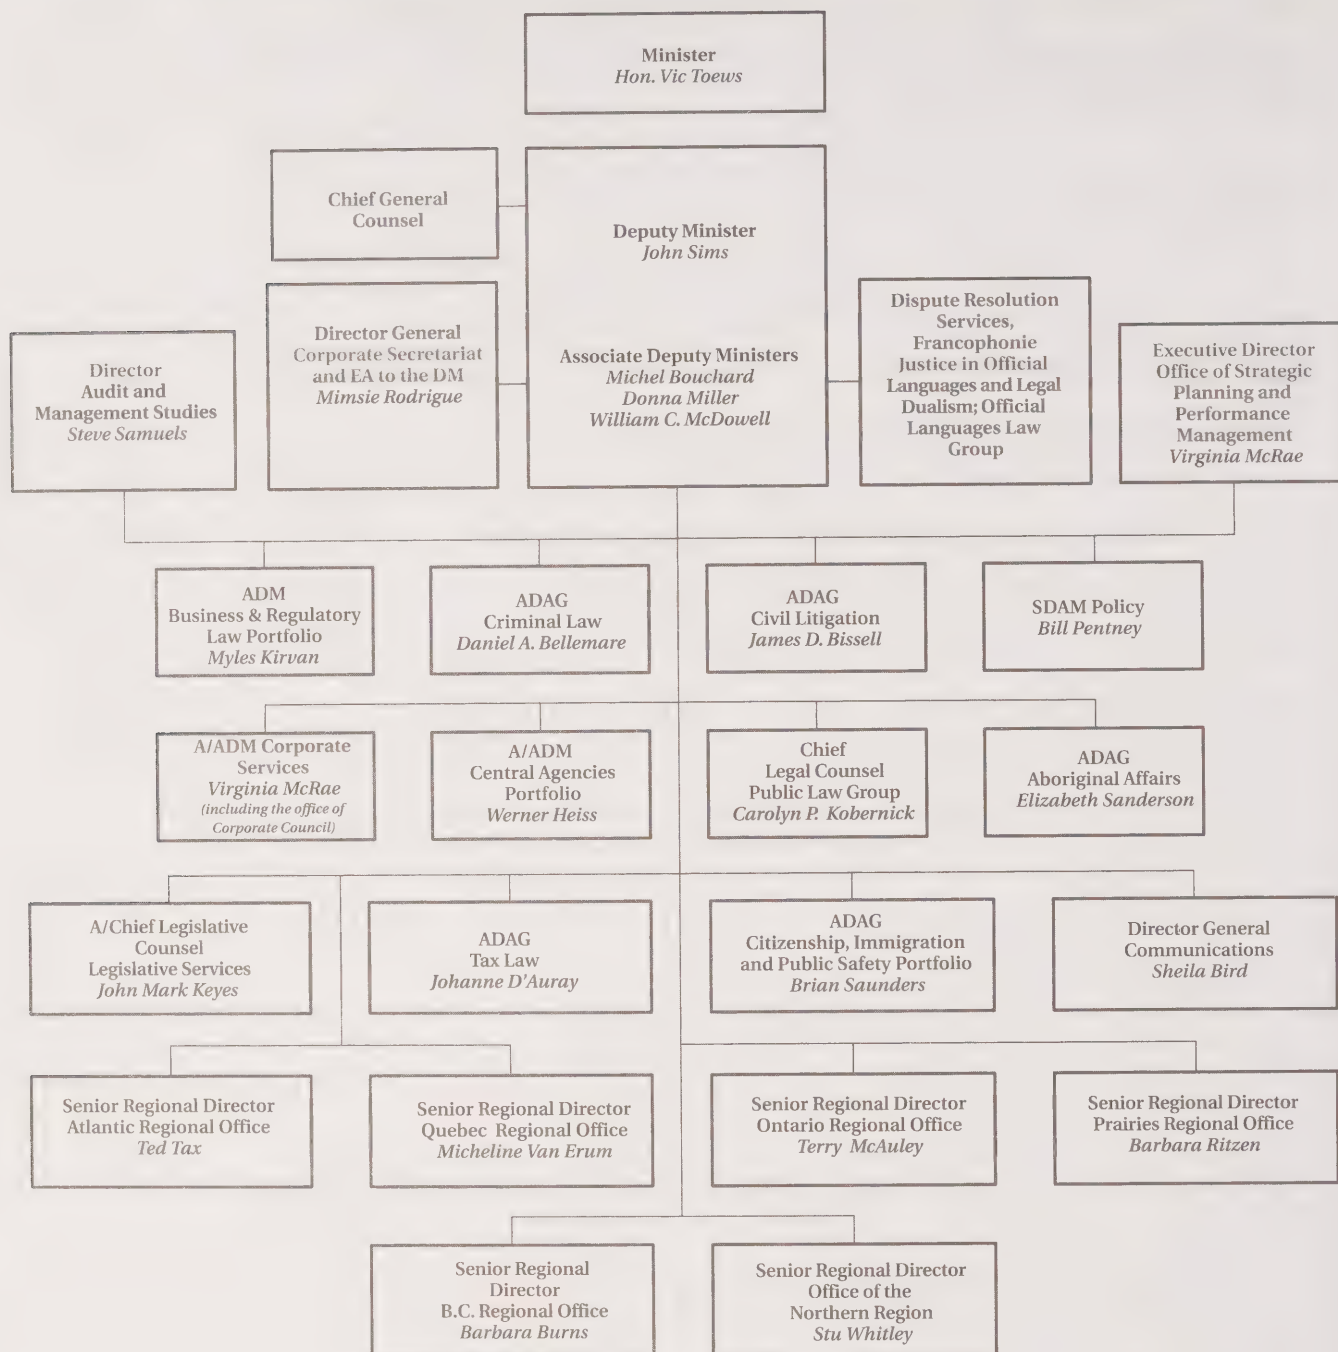 Minister
Hon. Vic Toews
Chief General
Counsel
Deputy Minister
John Sims
Associate Deputy Ministers
Michel Bouchard
Donna Miller
William C. McDowell
Director General
Corporate Secretariat
and EA to the DM
Mimsie Rodrigue
Dispute Resolution
Services,
Francophonie
Justice in Official
Languages and Legal
Dualism; Official
Languages Law
Group
Director
Audit and
Management Studies
Steve Samuels
Executive Director
Office of Strategic
Planning and
Performance
Management
Virginia McRae
ADM
Business & Regulatory
Law Portfolio
Myles Kirvan
ADAG
Criminal Law
Daniel A. Bellemare
ADAG
Civil Litigation
James D. Bissell
SDAM Policy
Bill Pentney
A/ADM Corporate
Services
Virginia McRae
(including the office of
Corporate Council)
A/ADM
Central Agencies
Portfolio
Werner Heiss
Chief
Legal Counsel
Public Law Group
Carolyn P. Kobernick
ADAG
Aboriginal Affairs
Elizabeth Sanderson
A/Chief Legislative
Counsel
Legislative Services
John Mark Keyes
ADAG
Tax Law
Johanne D'Auray
ADAG
Citizenship, Immigration
and Public Safety Portfolio
Brian Saunders
Director General
Communications
Sheila Bird
Senior Regional Director
Atlantic Regional Office
Ted Tax
Senior Regional Director
Quebec Regional Office
Micheline Van Erum
Senior Regional Director
Ontario Regional Office
Terry McAuley
Senior Regional Director
Prairies Regional Office
Barbara Ritzen
Senior Regional
Director
B.C. Regional Office
Barbara Burns
Senior Regional Director
Office of the
Northern Region
Stu Whitley